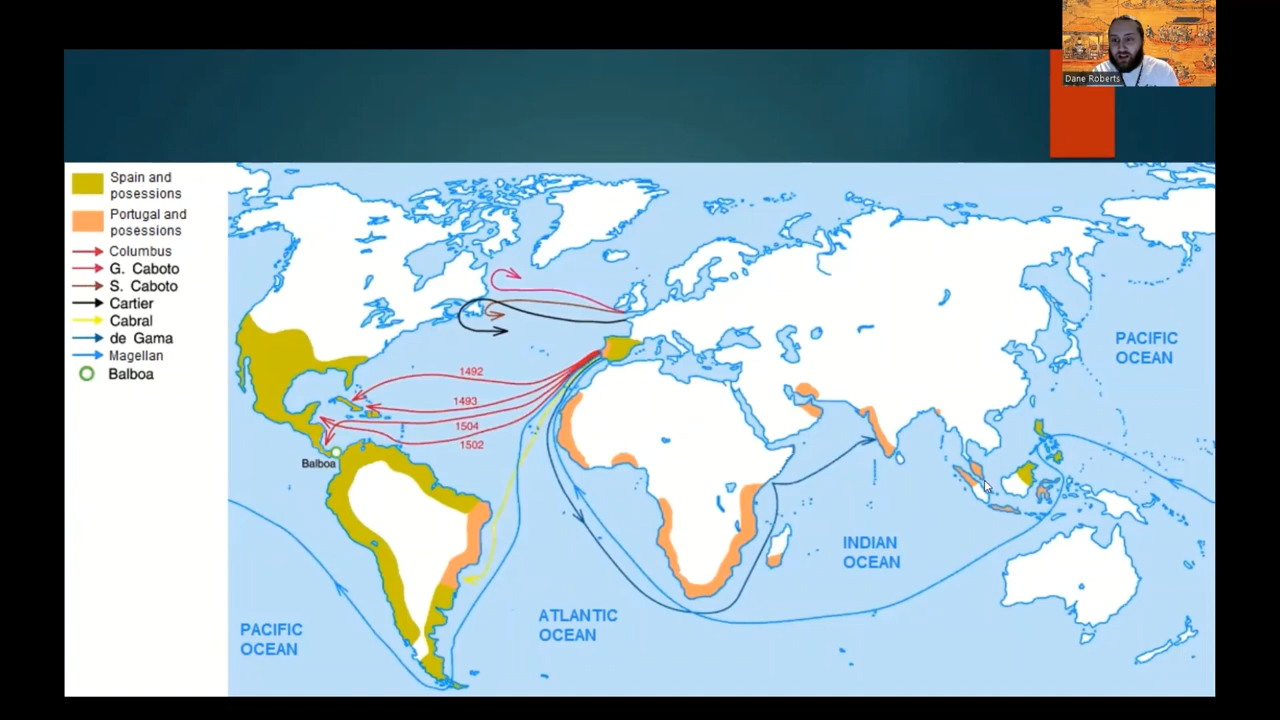 Dane Roberts
Spain and
posessions
Portugal and
posessions
Columbus
G. Caboto
S. Caboto
Cartier
Cabral
de Gama
Magellan
Balboa
1492
1493
1504
1502
Balboa
PACIFIC
OCEAN
INDIAN
OCEAN
ATLANTIC
OCEAN
PACIFIC
OCEAN